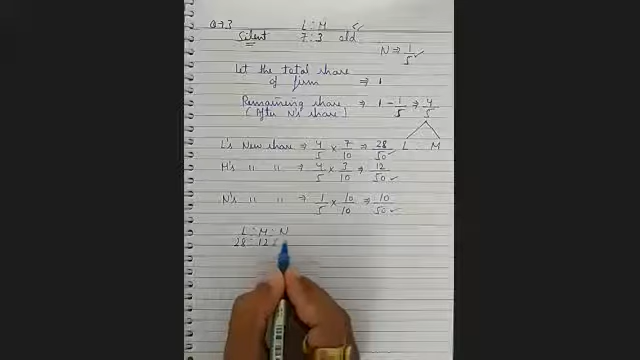 Q→3 L : M
Silent 7 : 3 old
N ⇒ 1/5 ✓
Let the total share
of firm ⇒ 1
Remaining share ⇒ 1 - 1/5 ⇒ 4/5
(After N's share)
L M
L's New share ⇒ 4/5 × 7/10 ⇒ 28/50 ✓
M's " " ⇒ 4/5 × 3/10 ⇒ 12/50 ✓
N's " " ⇒ 1/5 × 10/10 ⇒ 10/50 ✓
L : M : N
28 : 12 :